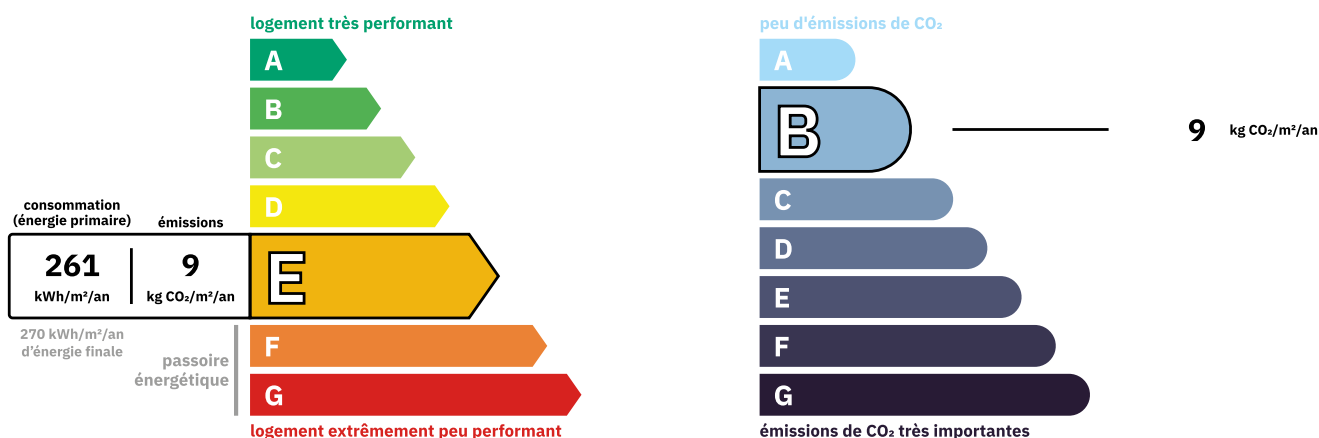 logement très performant
A
B
C
D
consommation
(énergie primaire)
émissions
261
kWh/m²/an
9
kg CO₂/m²/an
E
270 kWh/m²/an
d'énergie finale
passoire
énergétique
F
G
logement extrêmement peu performant
peu d'émissions de CO₂
A
B
9 kg CO₂/m²/an
C
D
E
F
G
émissions de CO₂ très importantes